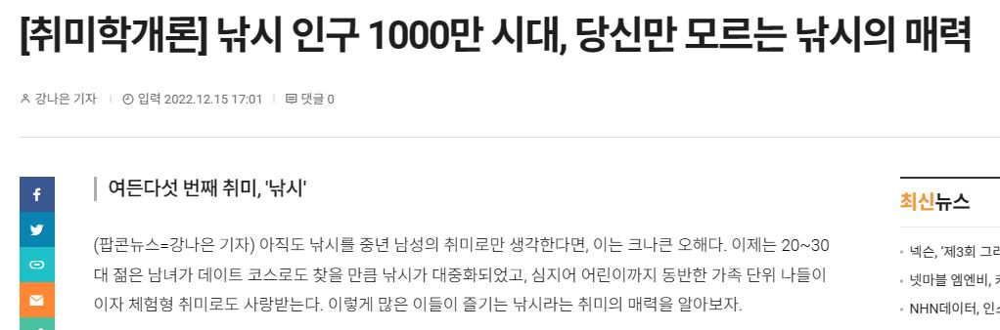 [취미학개론] 낚시 인구 1000만 시대, 당신만 모르는 낚시의 매력
강나은 기자
입력 2022.12.15 17:01
댓글 0
여든다섯 번째 취미, '낚시'
(팝콘뉴스=강나은 기자) 아직도 낚시를 중년 남성의 취미로만 생각한다면, 이는 크나큰 오해다. 이제는 20~30
대 젊은 남녀가 데이트 코스로도 찾을 만큼 낚시가 대중화되었고, 심지어 어린이까지 동반한 가족 단위 나들이
이자 체험형 취미로도 사랑받는다. 이렇게 많은 이들이 즐기는 낚시라는 취미의 매력을 알아보자.
최신뉴스
넥슨, '제3회
넷마블 엠엔비,
NHN데이터,